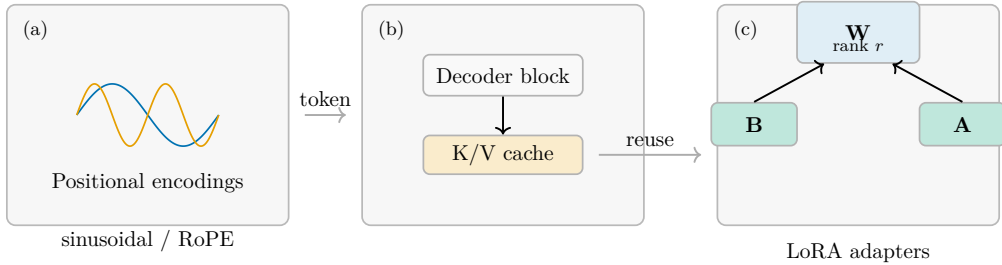 (a)
Positional encodings
sinusoidal / RoPE
token
(b)
Decoder block
K/V cache
reuse
(c)
W
rank r
B
A
LoRA adapters